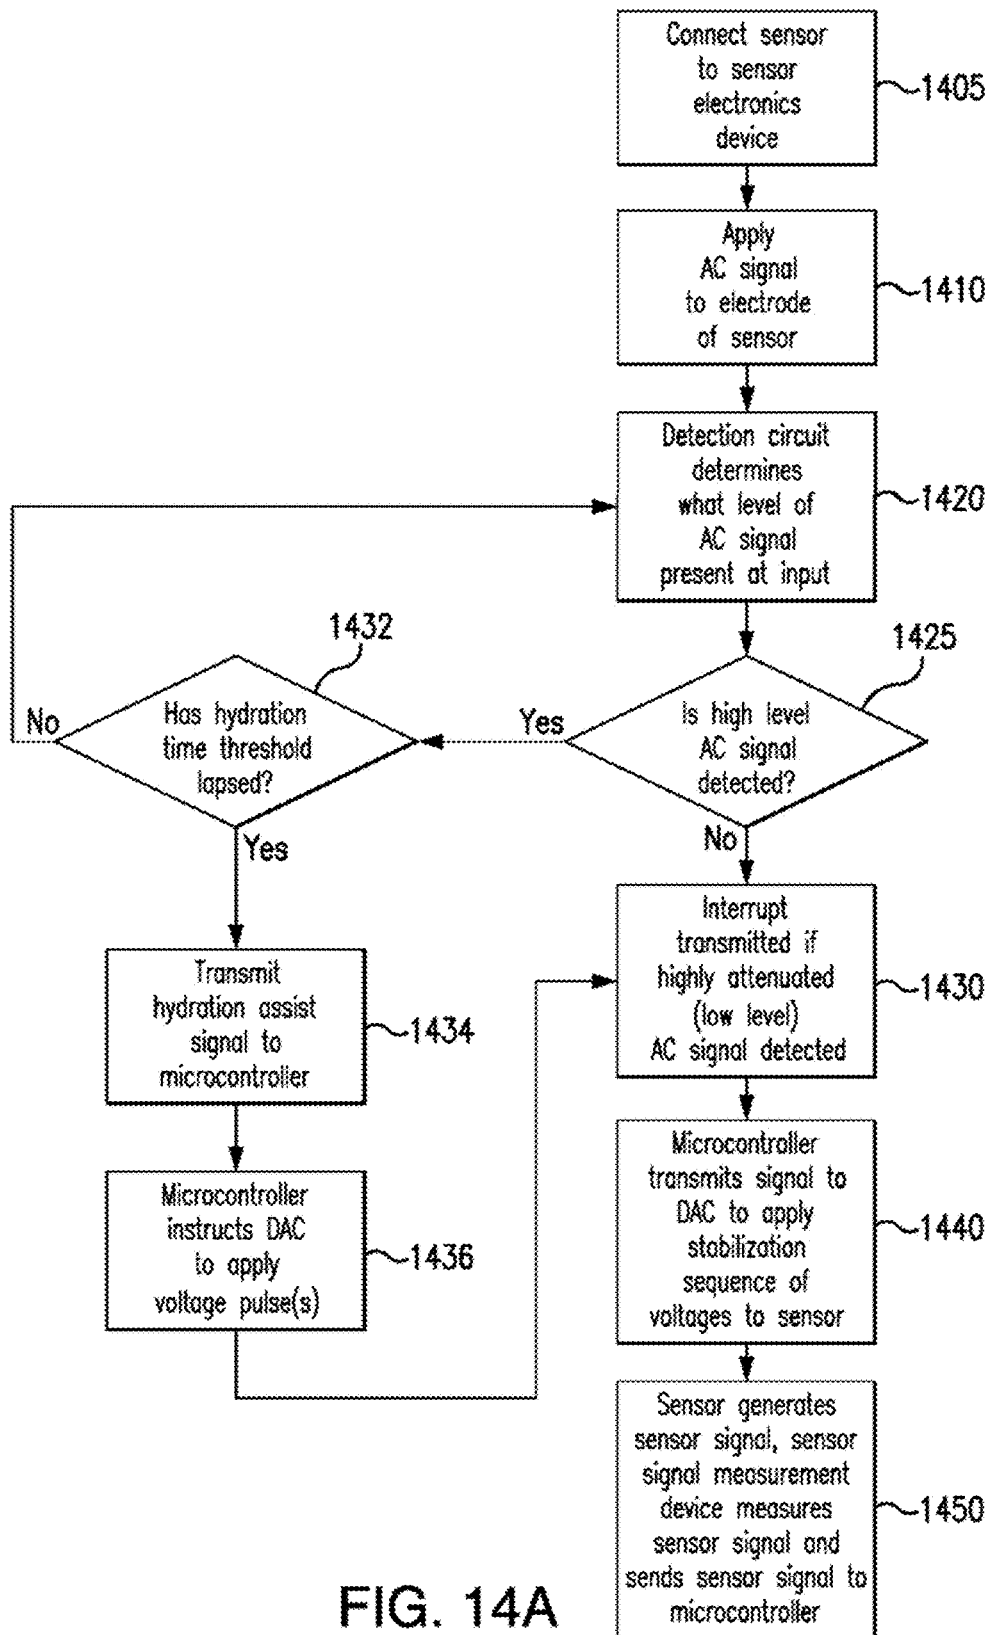 Connect sensor
to sensor
electronics
device
1405
Apply
AC signal
to electrode
of sensor
1410
Detection circuit
determines
what level of
AC signal
present at input
1420
1432
1425
Has hydration
time threshold
lapsed?
No
Yes
Is high level
AC signal
detected?
Yes
No
Transmit
hydration assist
signal to
microcontroller
1434
Interrupt
transmitted if
highly attenuated
(low level)
AC signal detected
1430
Microcontroller
instructs DAC
to apply
voltage pulse(s)
1436
Microcontroller
transmits signal to
DAC to apply
stabilization
sequence of
voltages to sensor
1440
Sensor generates
sensor signal, sensor
signal measurement
device measures
sensor signal and
sends sensor signal to
microcontroller
1450
FIG. 14A